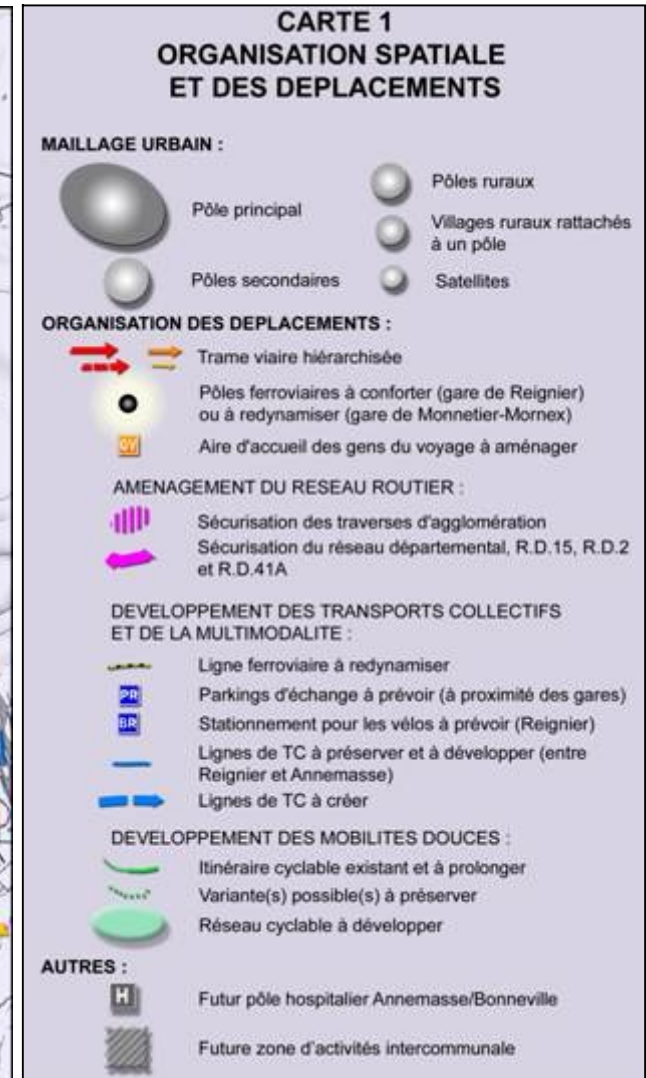 CARTE 1
ORGANISATION SPATIALE
ET DES DEPLACEMENTS
MAILLAGE URBAIN :
Pôle principal
Pôles secondaires
Pôles ruraux
Villages ruraux rattachés
à un pôle
Satellites
ORGANISATION DES DEPLACEMENTS :
Trame viaire hiérarchisée
Pôles ferroviaires à conforter (gare de Reignier)
ou à redynamiser (gare de Monnetier-Mornex)
GV
Aire d'accueil des gens du voyage à aménager
AMENAGEMENT DU RESEAU ROUTIER :
Sécurisation des traverses d'agglomération
Sécurisation du réseau départemental, R.D.15, R.D.2
et R.D.41A
DEVELOPPEMENT DES TRANSPORTS COLLECTIFS
ET DE LA MULTIMODALITE :
Ligne ferroviaire à redynamiser
PR
Parkings d'échange à prévoir (à proximité des gares)
BR
Stationnement pour les vélos à prévoir (Reignier)
Lignes de TC à préserver et à développer (entre
Reignier et Annemasse)
Lignes de TC à créer
DEVELOPPEMENT DES MOBILITES DOUCES :
Itinéraire cyclable existant et à prolonger
Variante(s) possible(s) à préserver
Réseau cyclable à développer
AUTRES :
H
Futur pôle hospitalier Annemasse/Bonneville
Future zone d'activités intercommunale